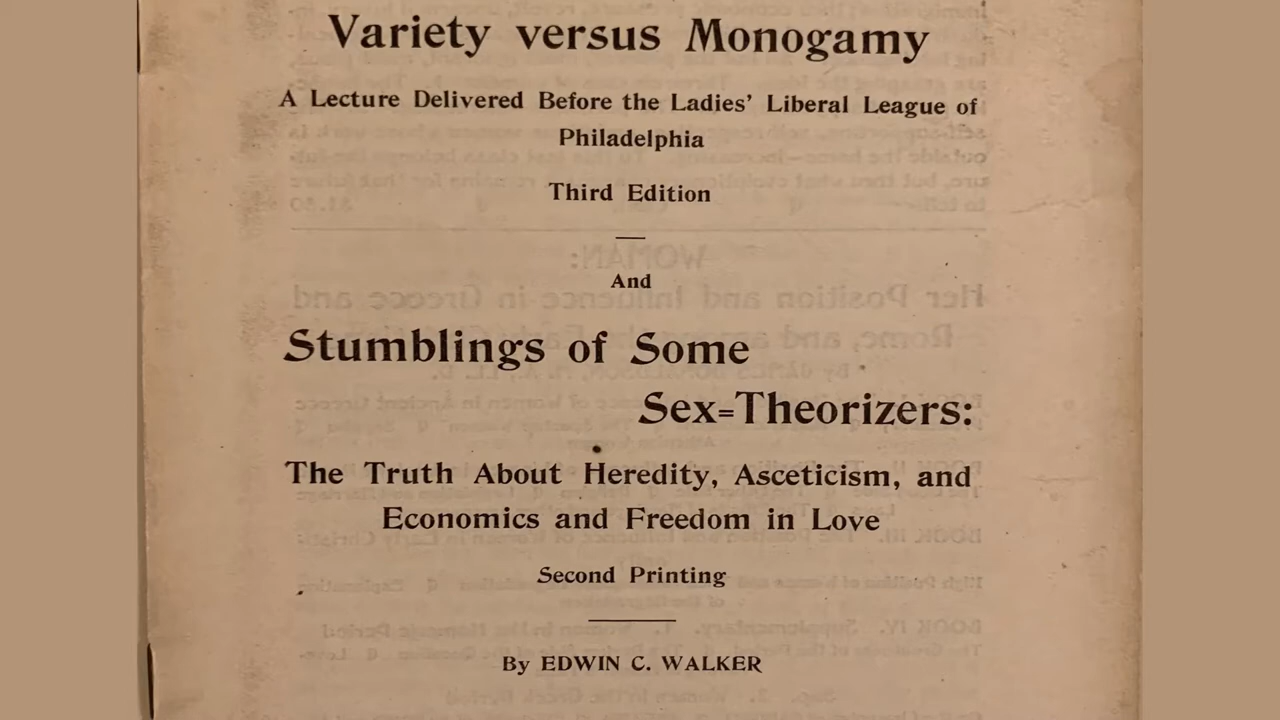 Variety versus Monogamy
A Lecture Delivered Before the Ladies' Liberal League of
Philadelphia
Third Edition
And
Stumblings of Some
Sex=Theorizers:
The Truth About Heredity, Asceticism, and
Economics and Freedom in Love
Second Printing
By EDWIN C. WALKER